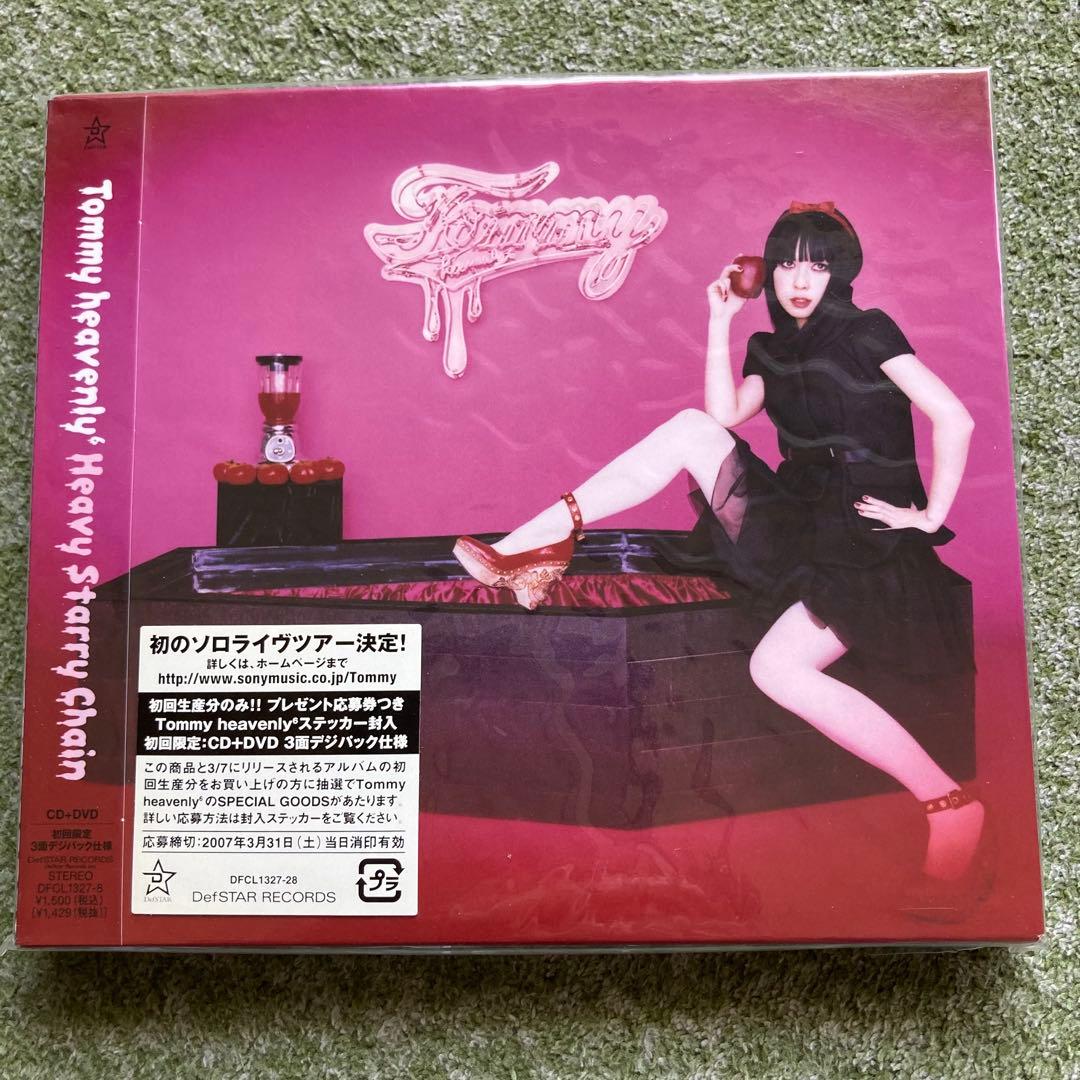 DefSTAR
Tommy heavenly⁶ Heavy Starry Chain
CD+DVD
初回限定
3面デジパック仕様
DefSTAR RECORDS
STEREO
DFCL1327-8
¥1,500(税込)
[¥1,429(税抜)]
Tommy
heavenly6
初のソロライヴツアー決定!
詳しくは、ホームページまで
http://www.sonymusic.co.jp/Tommy
初回生産分のみ!! プレゼント応募券つき
Tommy heavenly⁶ステッカー封入
初回限定:CD+DVD 3面デジパック仕様
この商品と3/7にリリースされるアルバムの初
回生産分をお買い上げの方に抽選でTommy
heavenly⁶のSPECIAL GOODSがあたります。
詳しい応募方法は封入ステッカーをご覧ください。
応募締切:2007年3月31日(土)当日消印有効
DefSTAR
DFCL1327-28
DefSTAR RECORDS
プラ